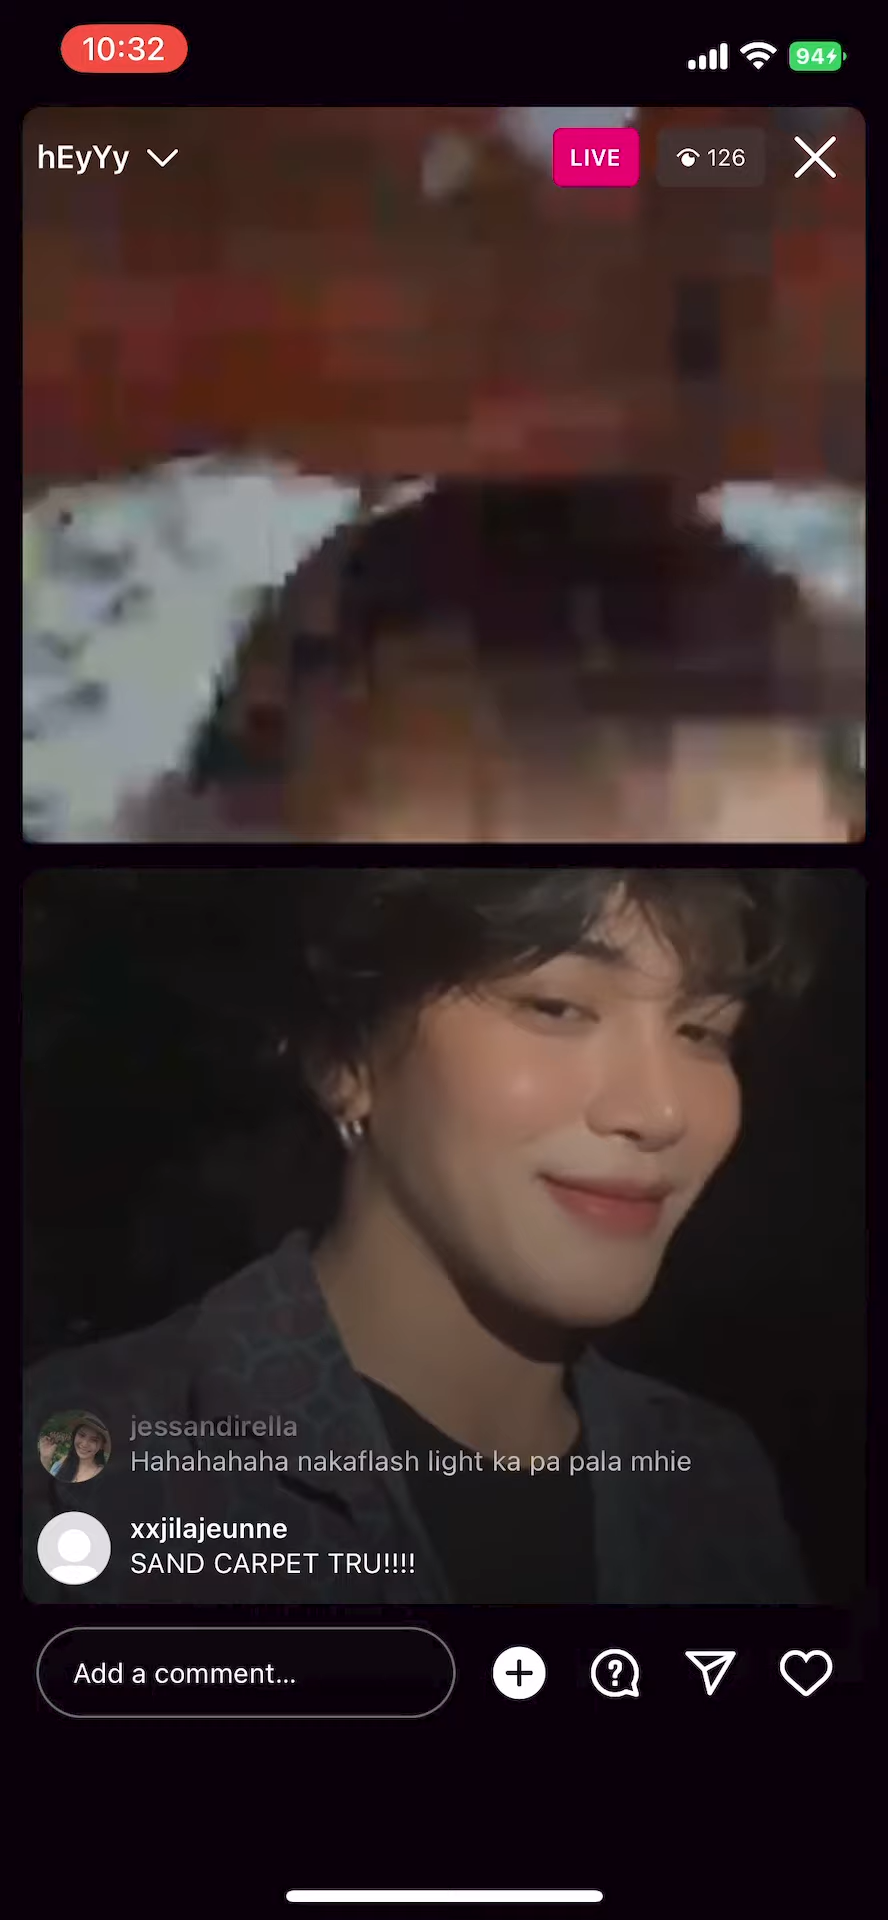 10:32
94
hEyYy
LIVE
126
jessandirella
Hahahahaha nakaflash light ka pa pala mhie
xxjilajeunne
SAND CARPET TRU!!!!
Add a comment...